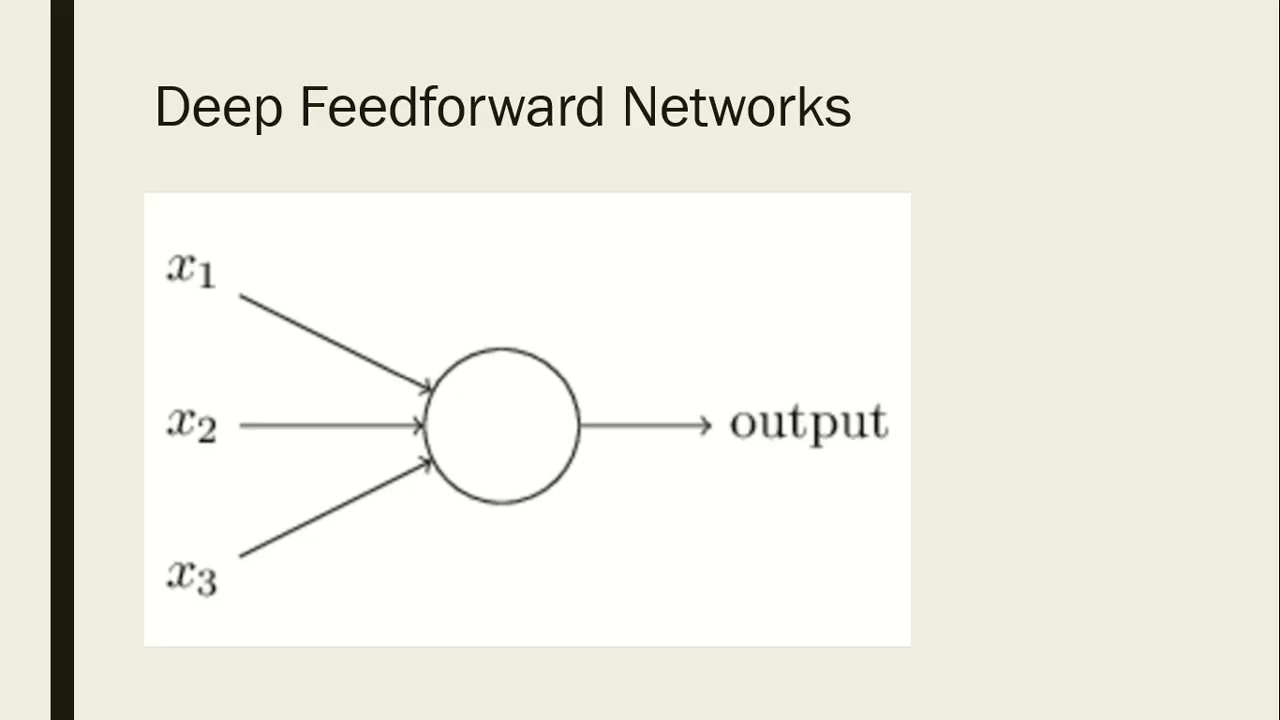 Deep Feedforward Networks
x₁
x₂
output
x₃